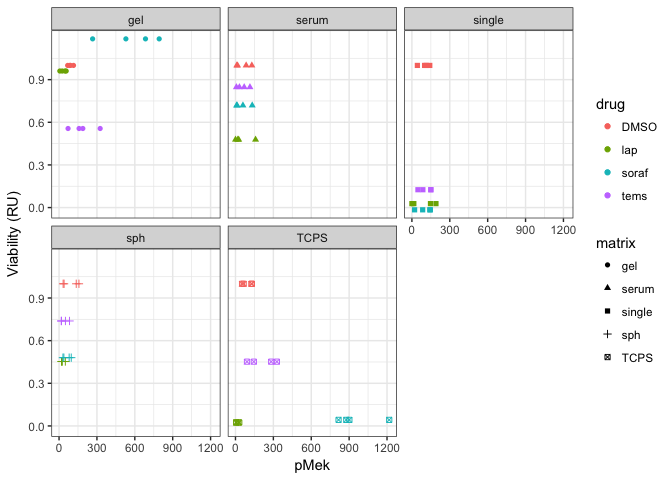 gel serum single
0.9
0.6
0.3
0.0
0 300 600 900 1200
sph TCPS
0.9
0.6
0.3
0.0
0 300 600 900 1200 0 300 600 900 1200
pMek
Viability (RU)
drug
DMSO
lap
soraf
tems
matrix
gel
serum
single
sph
TCPS